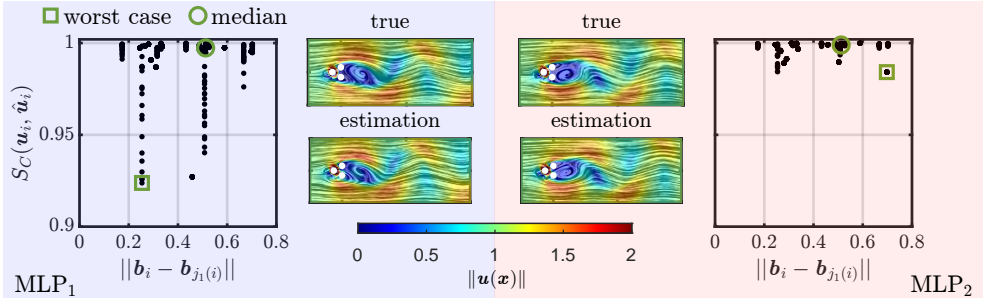 worst case median
true
true
1
0.95
0.9
S_C(u_i, û_i)
0 0.2 0.4 0.6 0.8
||b_i − b_{j_1(i)}||
MLP_1
estimation
estimation
0 0.5 1 1.5 2
‖u(x)‖
0 0.2 0.4 0.6 0.8
||b_i − b_{j_1(i)}||
MLP_2